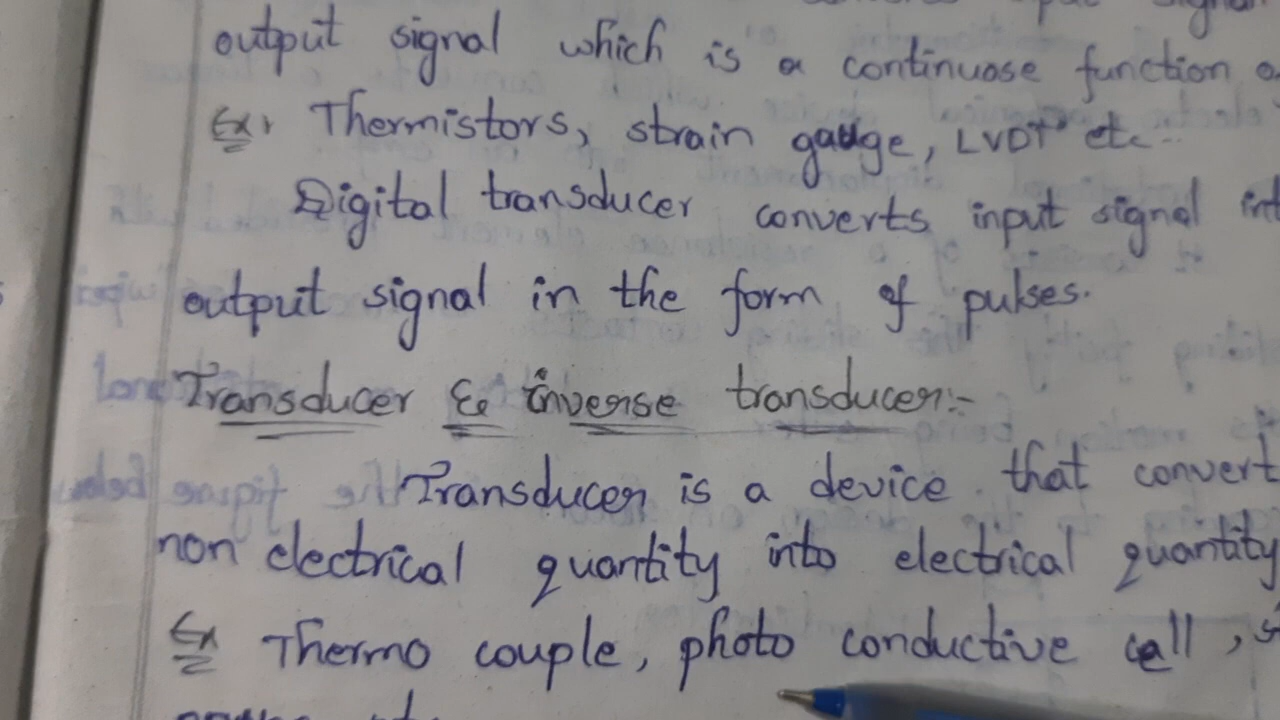 output signal which is a continuose function
Ex: Thermistors, strain gauge, LVDT etc..
Digital transducer converts input signal int
output signal in the form of pulses.
Transducer & inverse transducer:-
Transducer is a device that convert
non electrical quantity into electrical quantity
Ex Thermo couple, photo conductive cell,